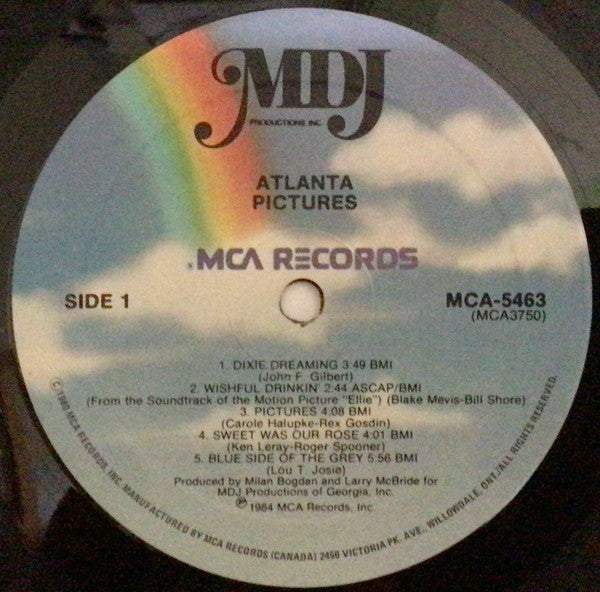 MDJ
PRODUCTIONS INC.
ATLANTA
PICTURES
MCA RECORDS
SIDE 1
MCA-5463
(MCA3750)
1. DIXIE DREAMING 3:49 BMI
(John F. Gilbert)
2. WISHFUL DRINKIN' 2:44 ASCAP/BMI
(From the Soundtrack of the Motion Picture "Ellie") (Blake Mevis-Bill Shore)
3. PICTURES 4:08 BMI
(Carole Halupke-Rex Gosdin)
4. SWEET WAS OUR ROSE 4:01 BMI
(Ken Leray-Roger Spooner)
5. BLUE SIDE OF THE GREY 5:56 BMI
(Lou T. Josie)
Produced by Milan Bogdan and Larry McBride for
MDJ Productions of Georgia, Inc.
℗ 1984 MCA Records, Inc.
© 1980 MCA RECORDS, INC. MANUFACTURED BY MCA RECORDS (CANADA) 2450 VICTORIA PK. AVE., WILLOWDALE, ONT./ALL RIGHTS RESERVED.